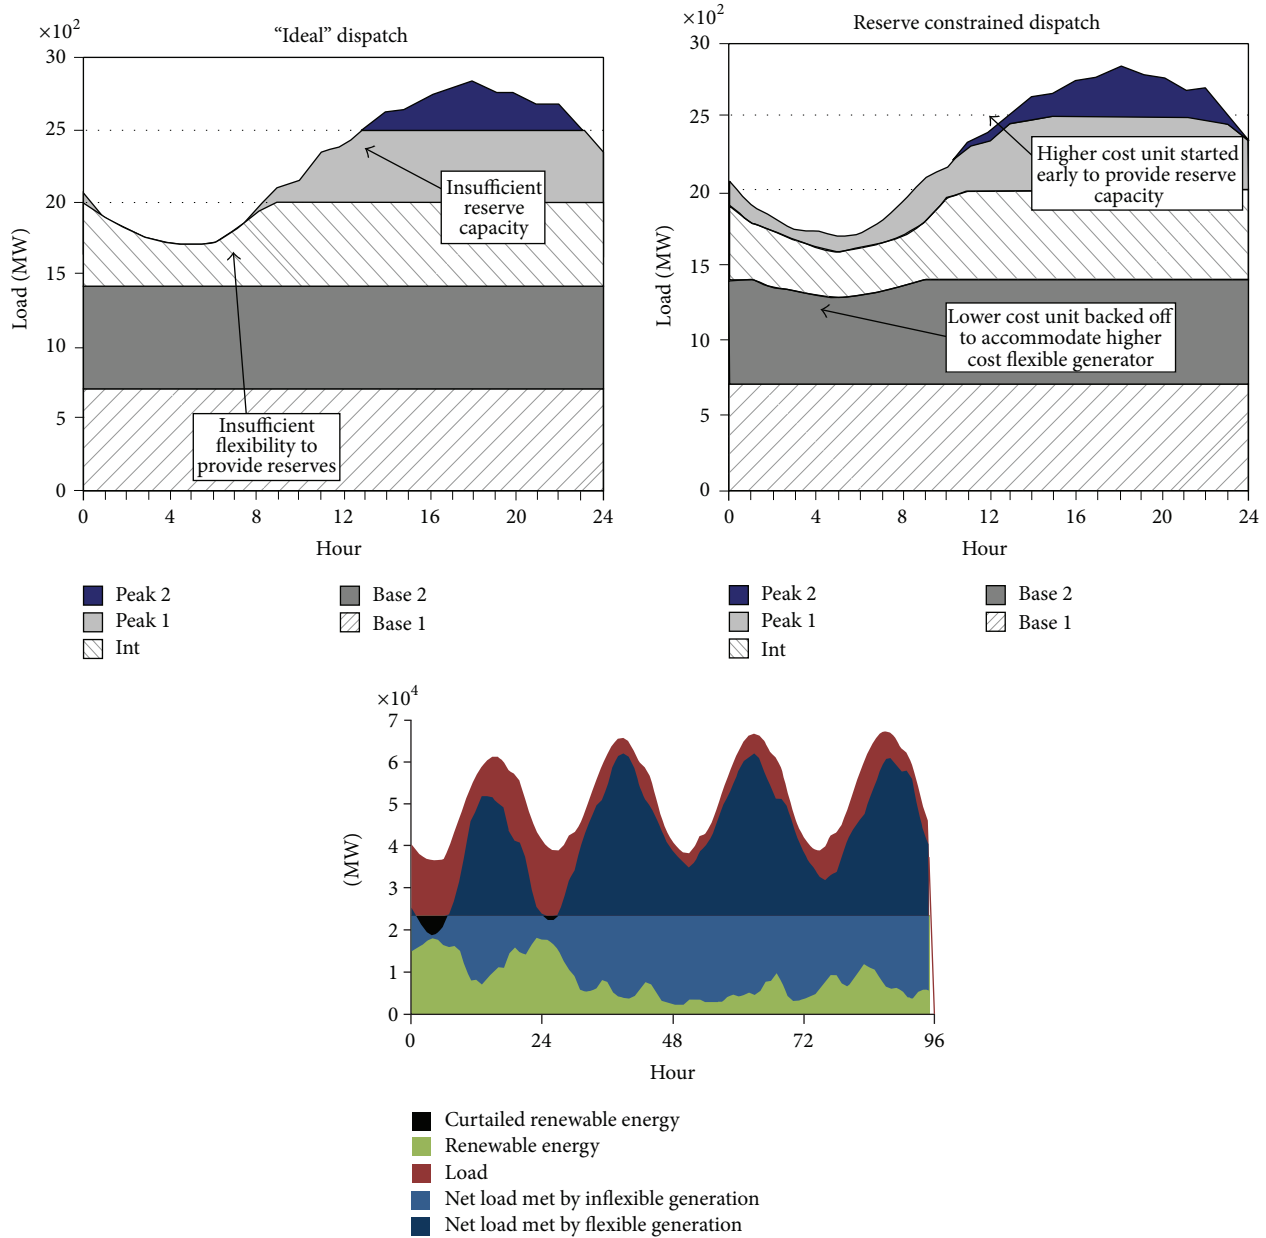 "Ideal" dispatch
×10²
30
25
20
15
10
5
0
Load (MW)
Insufficient
reserve
capacity
Insufficient
flexibility to
provide reserves
0 4 8 12 16 20 24
Hour
Peak 2
Peak 1
Int
Base 2
Base 1
Reserve constrained dispatch
×10²
30
25
20
15
10
5
0
Load (MW)
Higher cost unit started
early to provide reserve
capacity
Lower cost unit backed off
to accommodate higher
cost flexible generator
0 4 8 12 16 20 24
Hour
Peak 2
Peak 1
Int
Base 2
Base 1
×10⁴
7
6
5
4
3
2
1
0
(MW)
0 24 48 72 96
Hour
Curtailed renewable energy
Renewable energy
Load
Net load met by inflexible generation
Net load met by flexible generation